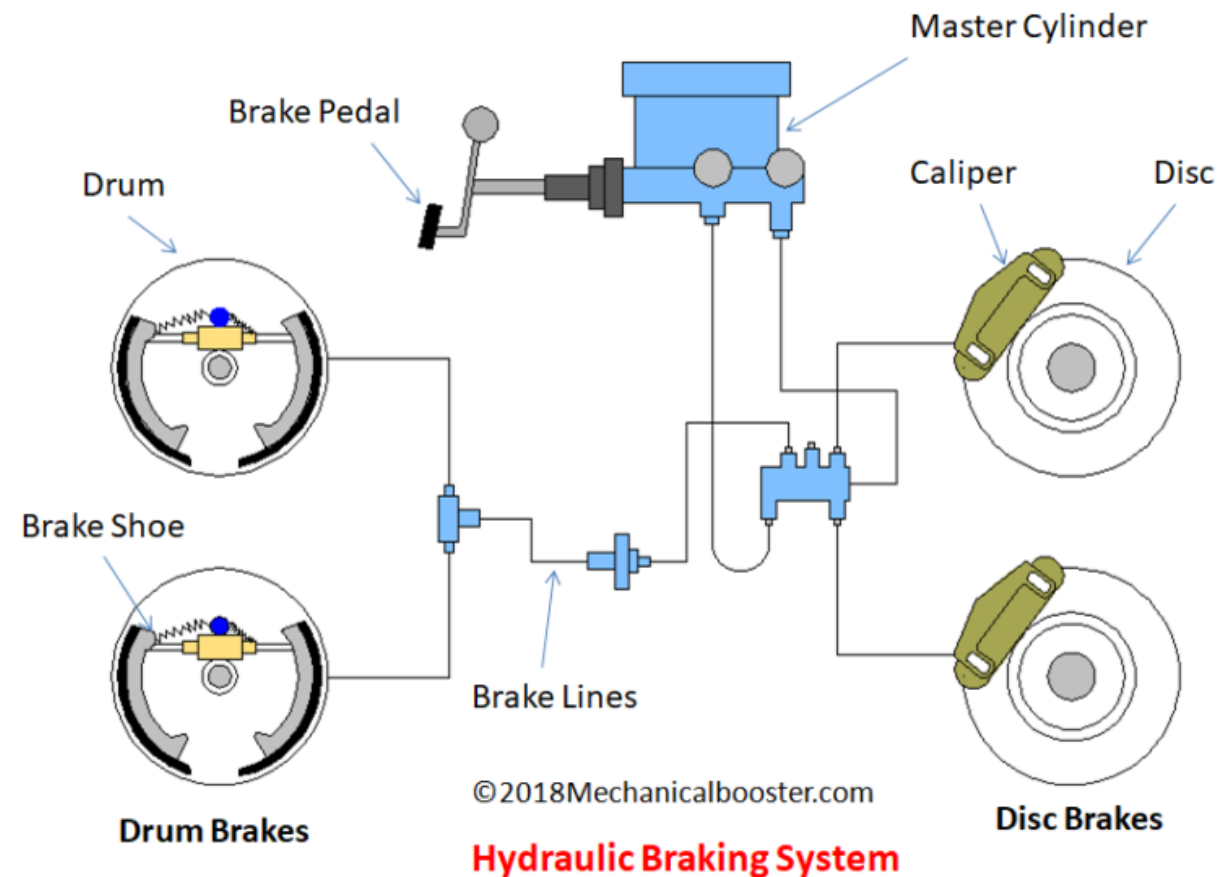 Master Cylinder
Brake Pedal
Drum
Caliper
Disc
Brake Shoe
Brake Lines
©2018Mechanicalbooster.com
Drum Brakes
Disc Brakes
Hydraulic Braking System